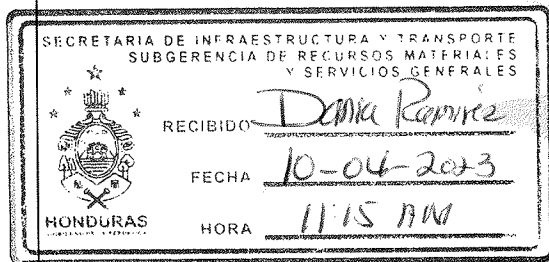 SECRETARIA DE INFRAESTRUCTURA Y TRANSPORTE
SUBGERENCIA DE RECURSOS MATERIALES
Y SERVICIOS GENERALES
RECIBIDO Dania Ramirez
FECHA 10-04-2023
HORA 11:15 AM
HONDURAS